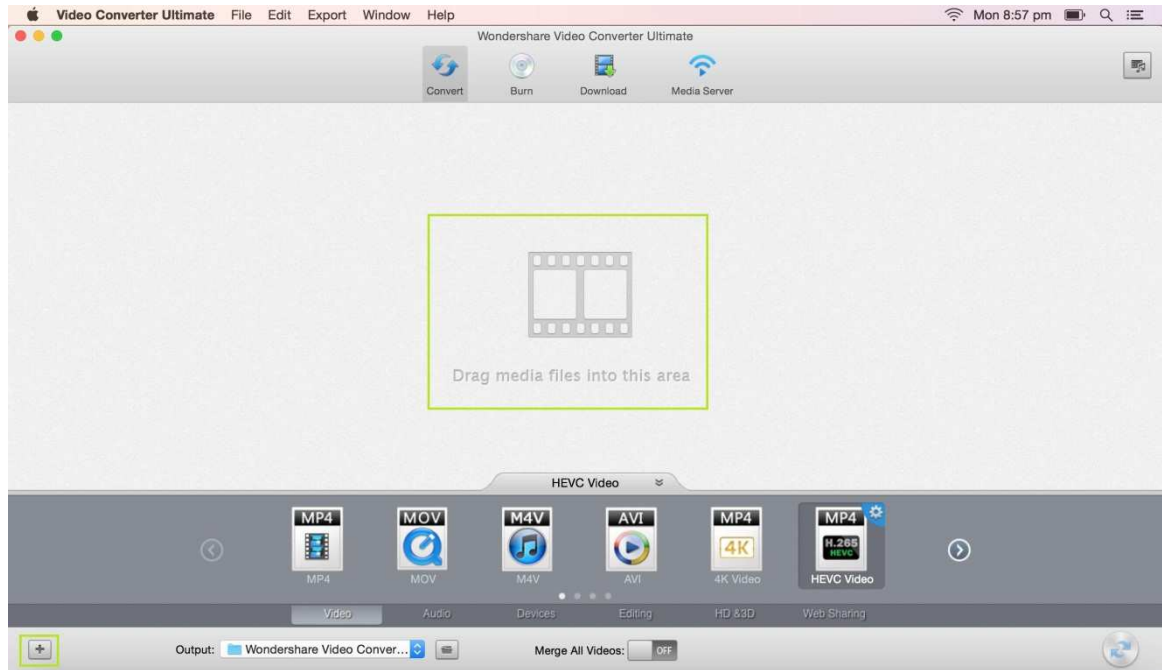 Video Converter Ultimate File Edit Export Window Help Mon 8:57 pm
Wondershare Video Converter Ultimate
Convert Burn Download Media Server
Drag media files into this area
HEVC Video
MP4 MOV M4V AVI MP4 MP4
4K H.265
HEVC
MP4 MOV M4V AVI 4K Video HEVC Video
Video Audio Devices Editing HD &3D Web Sharing
Output: Wondershare Video Conver... Merge All Videos: OFF